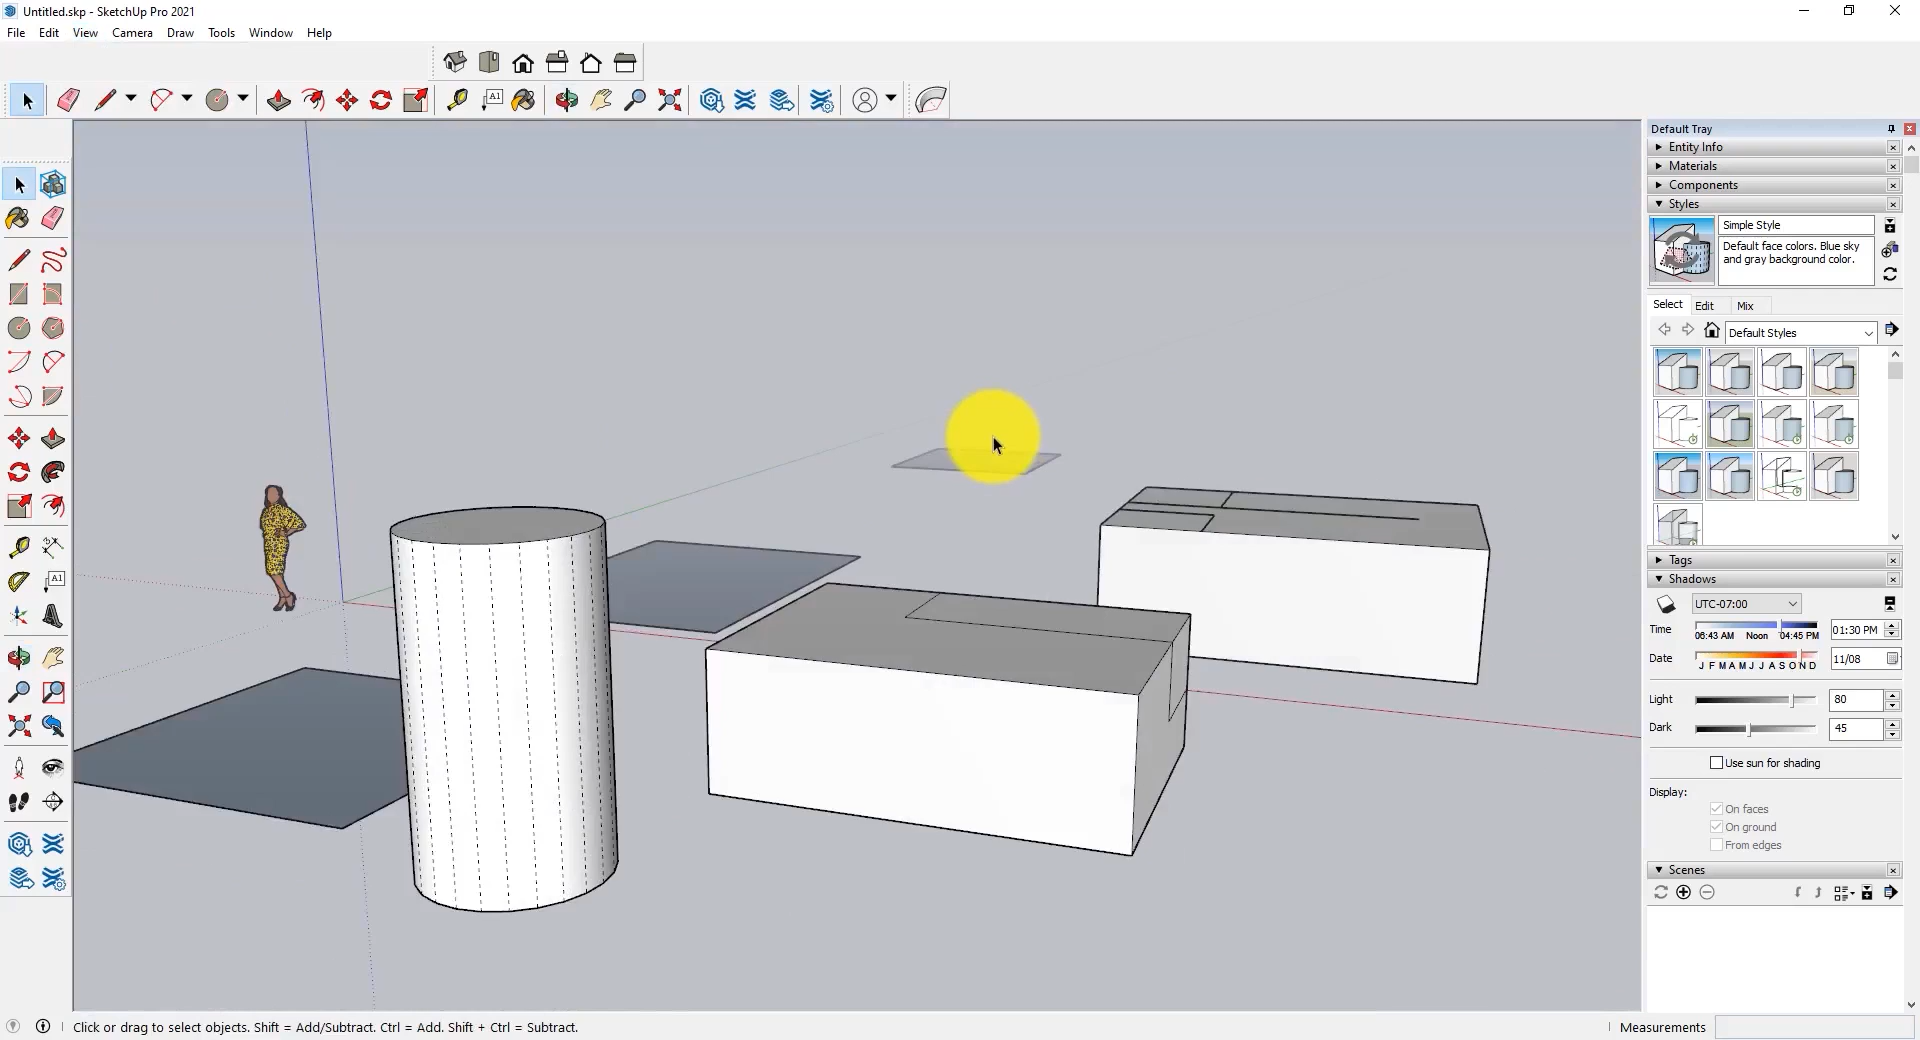 Untitled.skp - SketchUp Pro 2021
File Edit View Camera Draw Tools Window Help
A1
Default Tray
Entity Info
Materials
Components
Styles
Simple Style
Default face colors. Blue sky
and gray background color.
Select Edit Mix
Default Styles
A1
Tags
Shadows
UTC-07:00
Time 06:43 AM Noon 04:45 PM 01:30 PM
Date J F M A M J J A S O N D 11/08
Light 80
Dark 45
Use sun for shading
Display:
On faces
On ground
From edges
Scenes
Click or drag to select objects. Shift = Add/Subtract. Ctrl = Add. Shift + Ctrl = Subtract.
Measurements